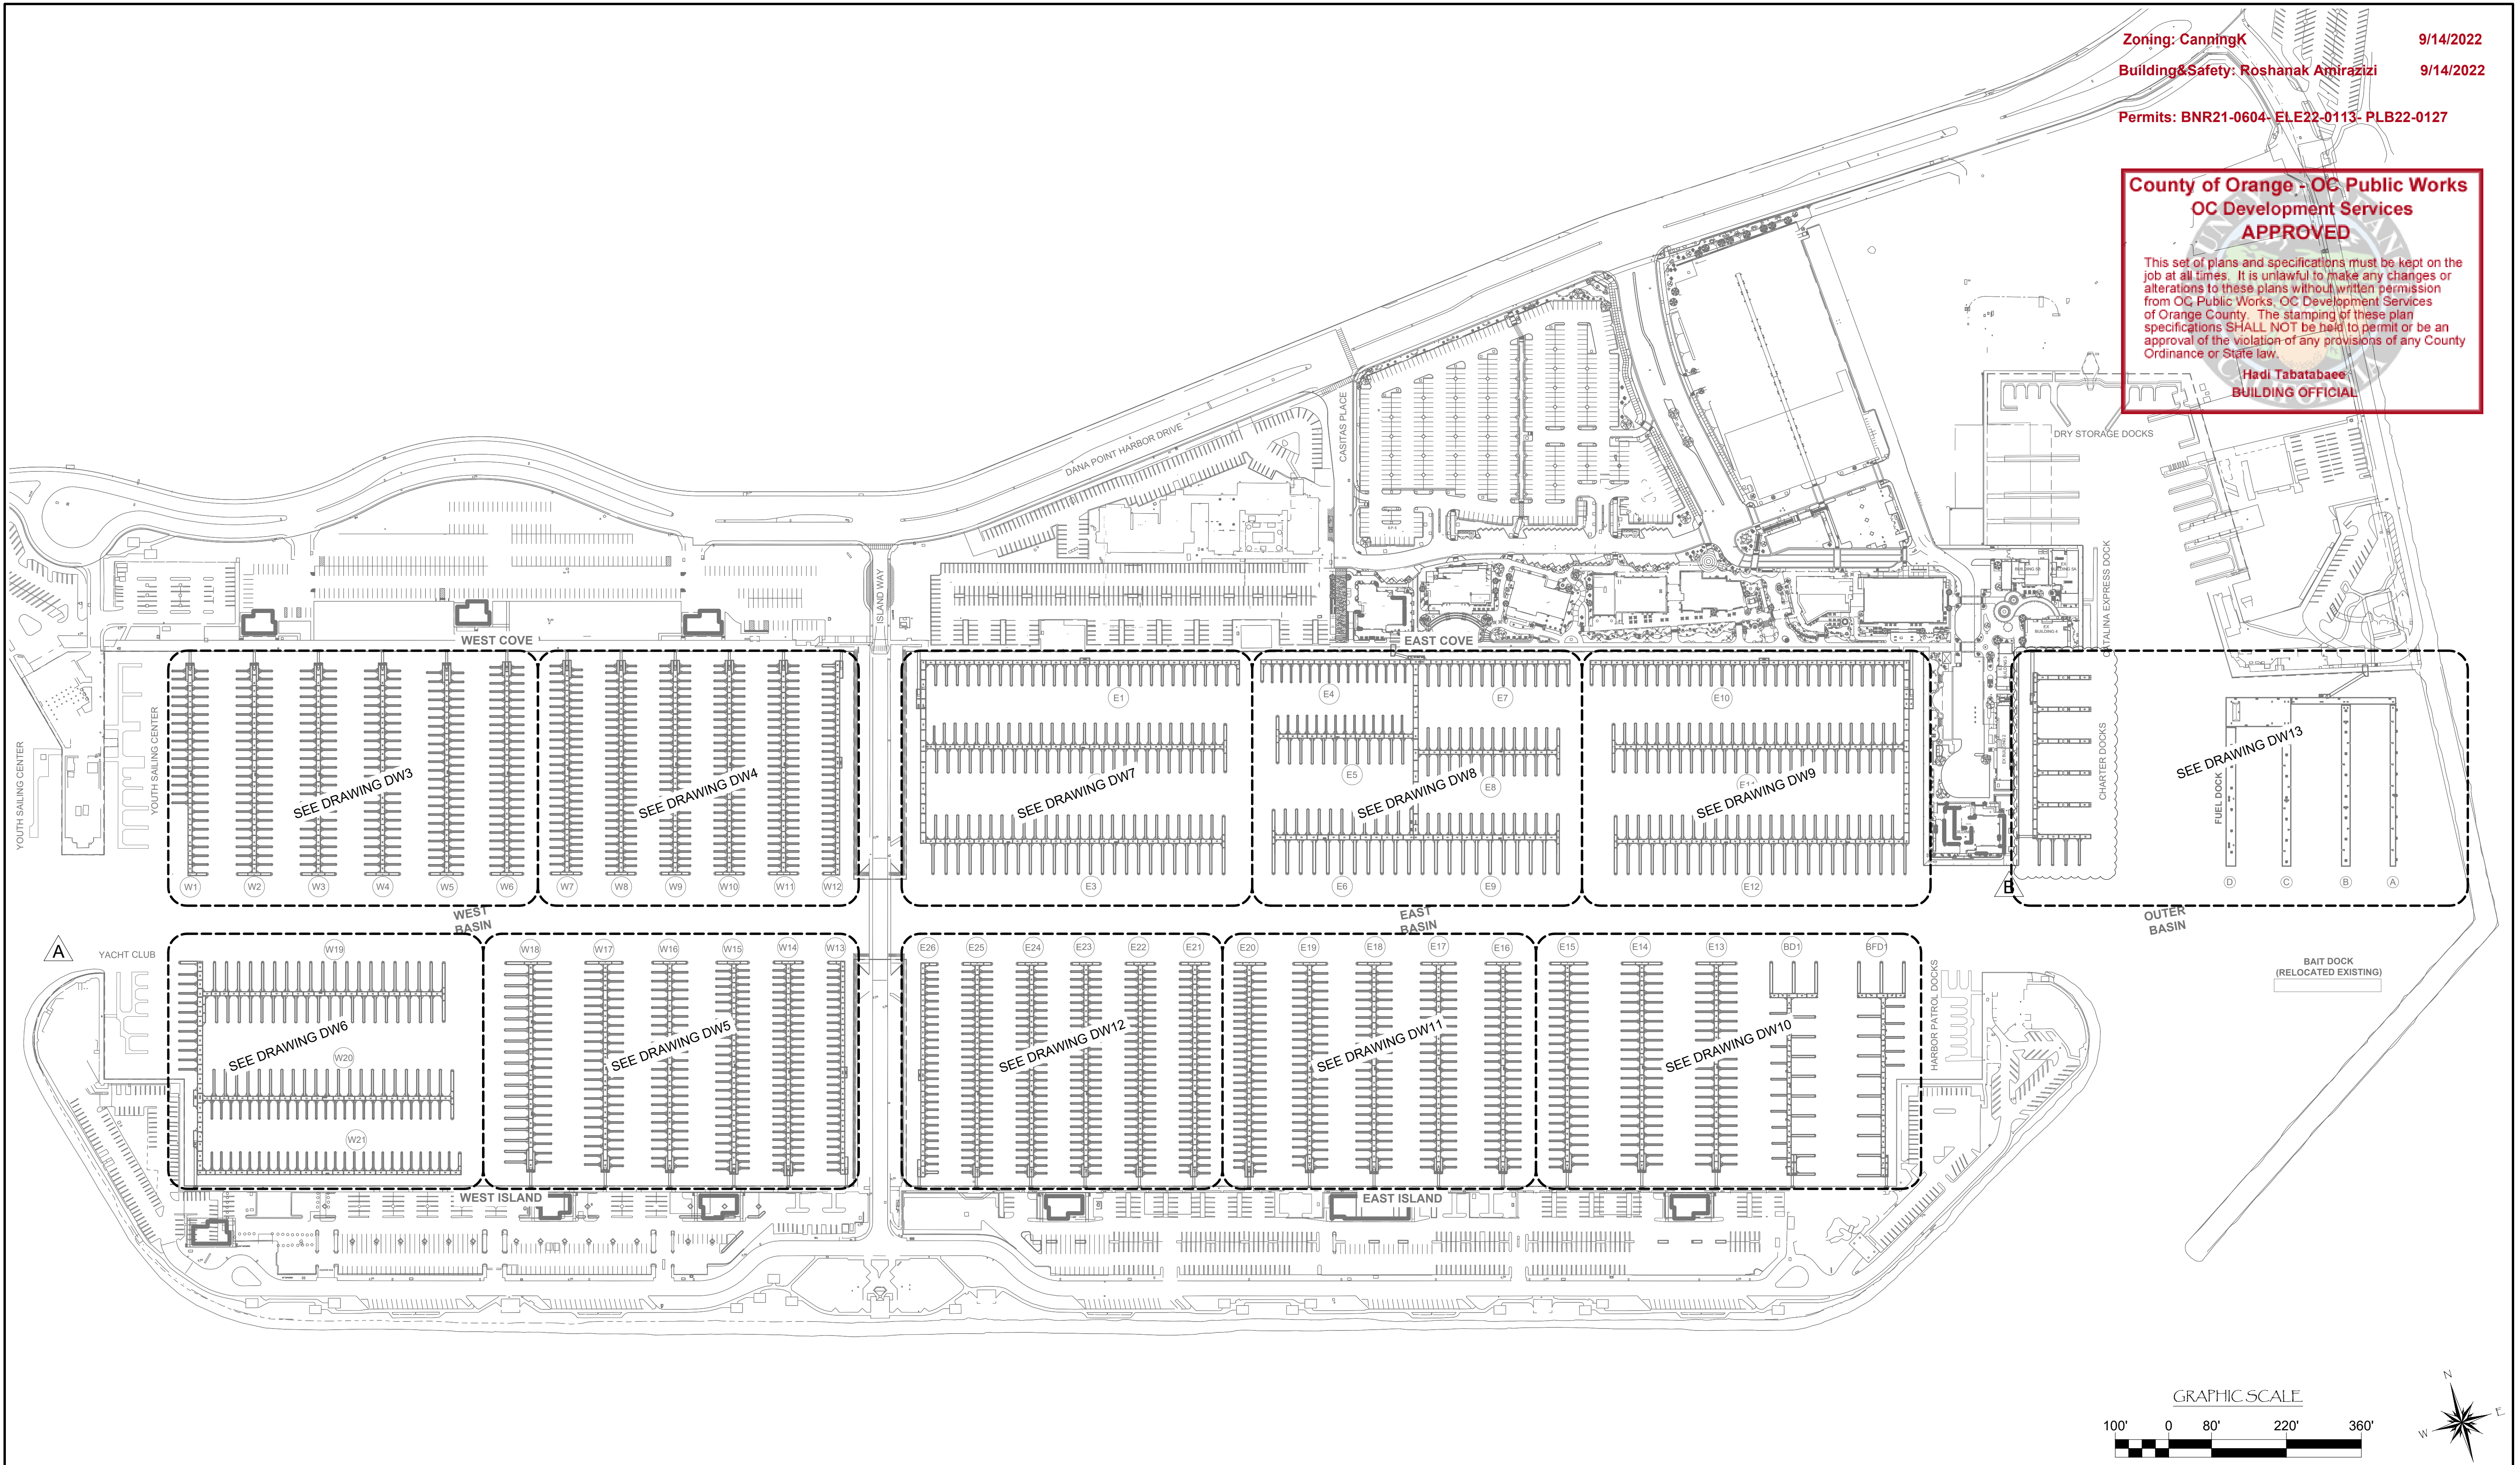 Zoning: CanningK 9/14/2022
Building&Safety: Roshanak Amirazizi 9/14/2022
Permits: BNR21-0604- ELE22-0113- PLB22-0127
County of Orange - OC Public Works
OC Development Services
APPROVED
This set of plans and specifications must be kept on the
job at all times. It is unlawful to make any changes or
alterations to these plans without written permission
from OC Public Works, OC Development Services
of Orange County. The stamping of these plan
specifications SHALL NOT be held to permit or be an
approval of the violation of any provisions of any County
Ordinance or State law.
Hadi Tabatabaee
BUILDING OFFICIAL
DRY STORAGE DOCKS
DANA POINT HARBOR DRIVE
CASITAS PLACE
ISLAND WAY
CATALINA EXPRESS DOCK
EX BUILDING 4
WEST COVE
EAST COVE
YOUTH SAILING CENTER
YOUTH SAILING CENTER
SEE DRAWING DW3
SEE DRAWING DW4
E1
SEE DRAWING DW7
E3
E4
E7
E5
SEE DRAWING DW8
E8
E6
E9
E10
SEE DRAWING DW9
E12
CHARTER DOCKS
FUEL DOCK
SEE DRAWING DW13
W1 W2 W3 W4 W5 W6 W7 W8 W9 W10 W11 W12
D C B A
B
WEST
BASIN
EAST
BASIN
OUTER
BASIN
A
YACHT CLUB
W19
SEE DRAWING DW6
W20
W21
W18 W17 W16 W15 W14 W13
SEE DRAWING DW5
E26 E25 E24 E23 E22 E21
SEE DRAWING DW12
E20 E19 E18 E17 E16
SEE DRAWING DW11
E15 E14 E13 BD1 BFD1
SEE DRAWING DW10
HARBOR PATROL DOCKS
BAIT DOCK
(RELOCATED EXISTING)
WEST ISLAND
EAST ISLAND
GRAPHIC SCALE
100' 0 80' 220' 360'
N
E
W